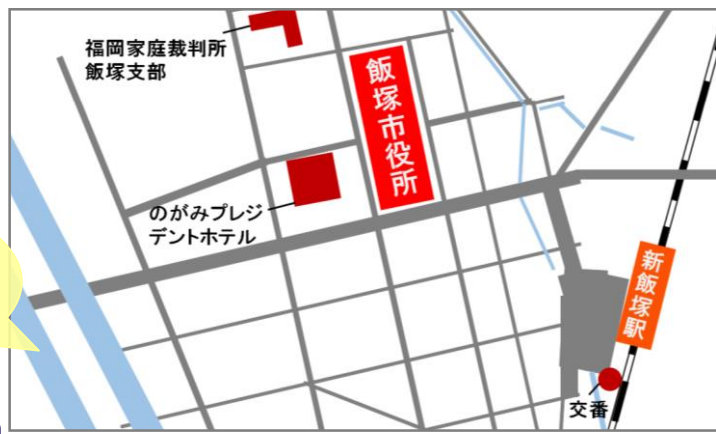 福岡家庭裁判所
飯塚支部
飯塚市役所
のがみプレジ
デントホテル
新飯塚駅
交番